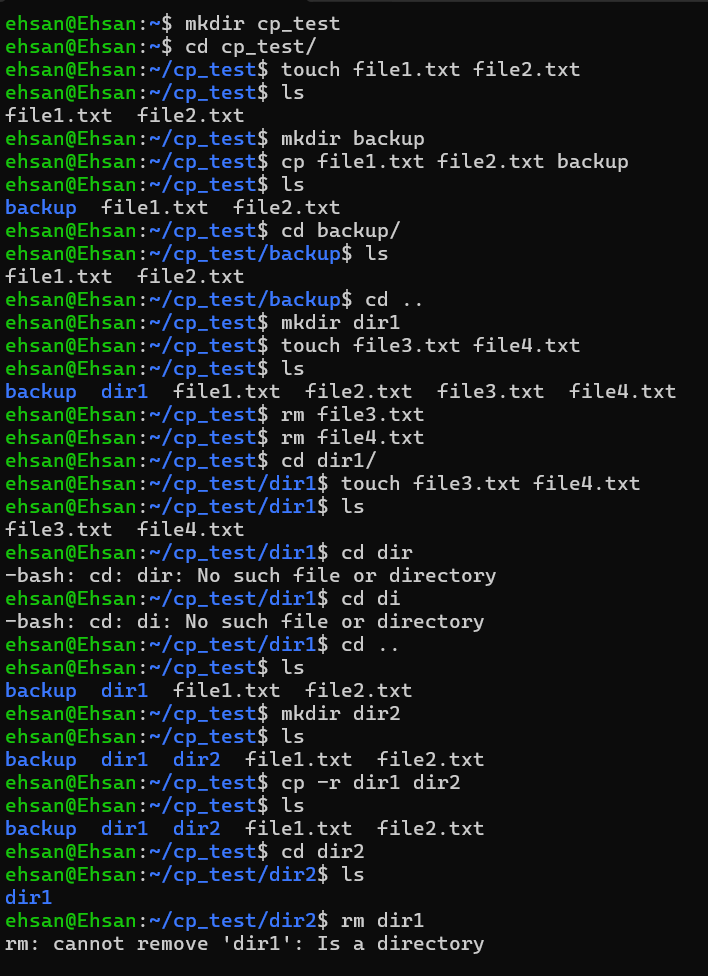 ehsan@Ehsan:~$ mkdir cp_test
ehsan@Ehsan:~$ cd cp_test/
ehsan@Ehsan:~/cp_test$ touch file1.txt file2.txt
ehsan@Ehsan:~/cp_test$ ls
file1.txt  file2.txt
ehsan@Ehsan:~/cp_test$ mkdir backup
ehsan@Ehsan:~/cp_test$ cp file1.txt file2.txt backup
ehsan@Ehsan:~/cp_test$ ls
backup  file1.txt  file2.txt
ehsan@Ehsan:~/cp_test$ cd backup/
ehsan@Ehsan:~/cp_test/backup$ ls
file1.txt  file2.txt
ehsan@Ehsan:~/cp_test/backup$ cd ..
ehsan@Ehsan:~/cp_test$ mkdir dir1
ehsan@Ehsan:~/cp_test$ touch file3.txt file4.txt
ehsan@Ehsan:~/cp_test$ ls
backup  dir1  file1.txt  file2.txt  file3.txt  file4.txt
ehsan@Ehsan:~/cp_test$ rm file3.txt
ehsan@Ehsan:~/cp_test$ rm file4.txt
ehsan@Ehsan:~/cp_test$ cd dir1/
ehsan@Ehsan:~/cp_test/dir1$ touch file3.txt file4.txt
ehsan@Ehsan:~/cp_test/dir1$ ls
file3.txt  file4.txt
ehsan@Ehsan:~/cp_test/dir1$ cd dir
-bash: cd: dir: No such file or directory
ehsan@Ehsan:~/cp_test/dir1$ cd di
-bash: cd: di: No such file or directory
ehsan@Ehsan:~/cp_test/dir1$ cd ..
ehsan@Ehsan:~/cp_test$ ls
backup  dir1  file1.txt  file2.txt
ehsan@Ehsan:~/cp_test$ mkdir dir2
ehsan@Ehsan:~/cp_test$ ls
backup  dir1  dir2  file1.txt  file2.txt
ehsan@Ehsan:~/cp_test$ cp -r dir1 dir2
ehsan@Ehsan:~/cp_test$ ls
backup  dir1  dir2  file1.txt  file2.txt
ehsan@Ehsan:~/cp_test$ cd dir2
ehsan@Ehsan:~/cp_test/dir2$ ls
dir1
ehsan@Ehsan:~/cp_test/dir2$ rm dir1
rm: cannot remove 'dir1': Is a directory